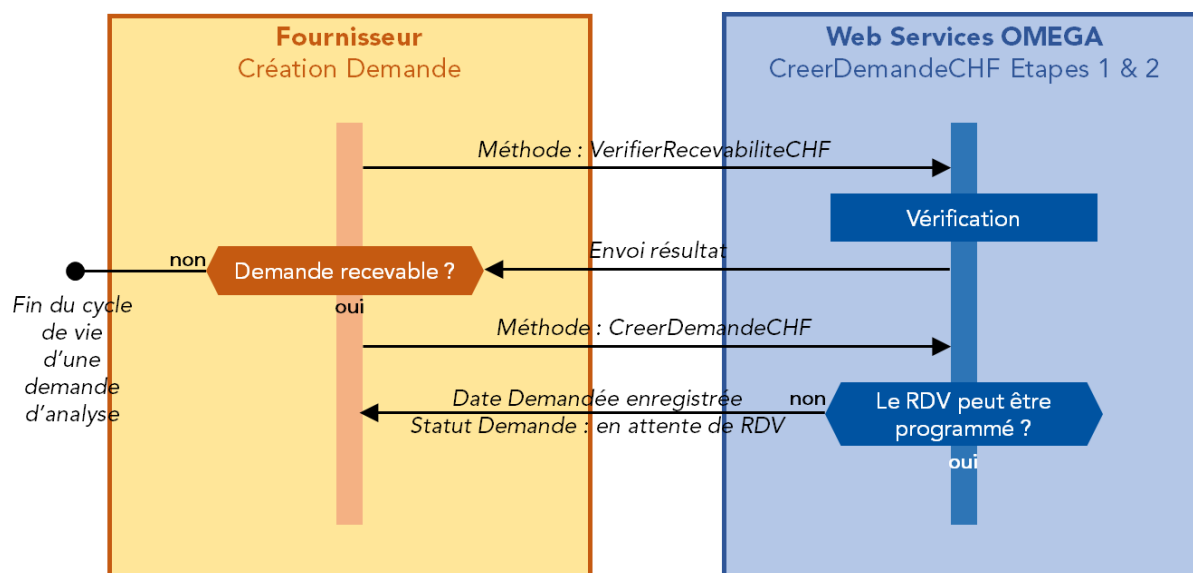 Fournisseur
Création Demande
Web Services OMEGA
CreerDemandeCHF Etapes 1 & 2
Méthode : VerifierRecevabiliteCHF
Vérification
Envoi résultat
non
Demande recevable ?
oui
Fin du cycle
de vie
d'une
demande
d'analyse
Méthode : CreerDemandeCHF
Date Demandée enregistrée
Statut Demande : en attente de RDV
non
Le RDV peut être
programmé ?
oui